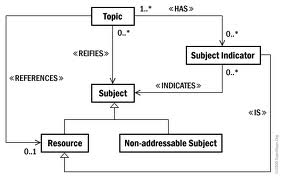 Topic
1..*
«HAS»
0..*
0..*
«REIFIES»
Subject Indicator
«REFERENCES»
0..*
«INDICATES»
Subject
«IS»
Resource
Non-addressable Subject
0..1